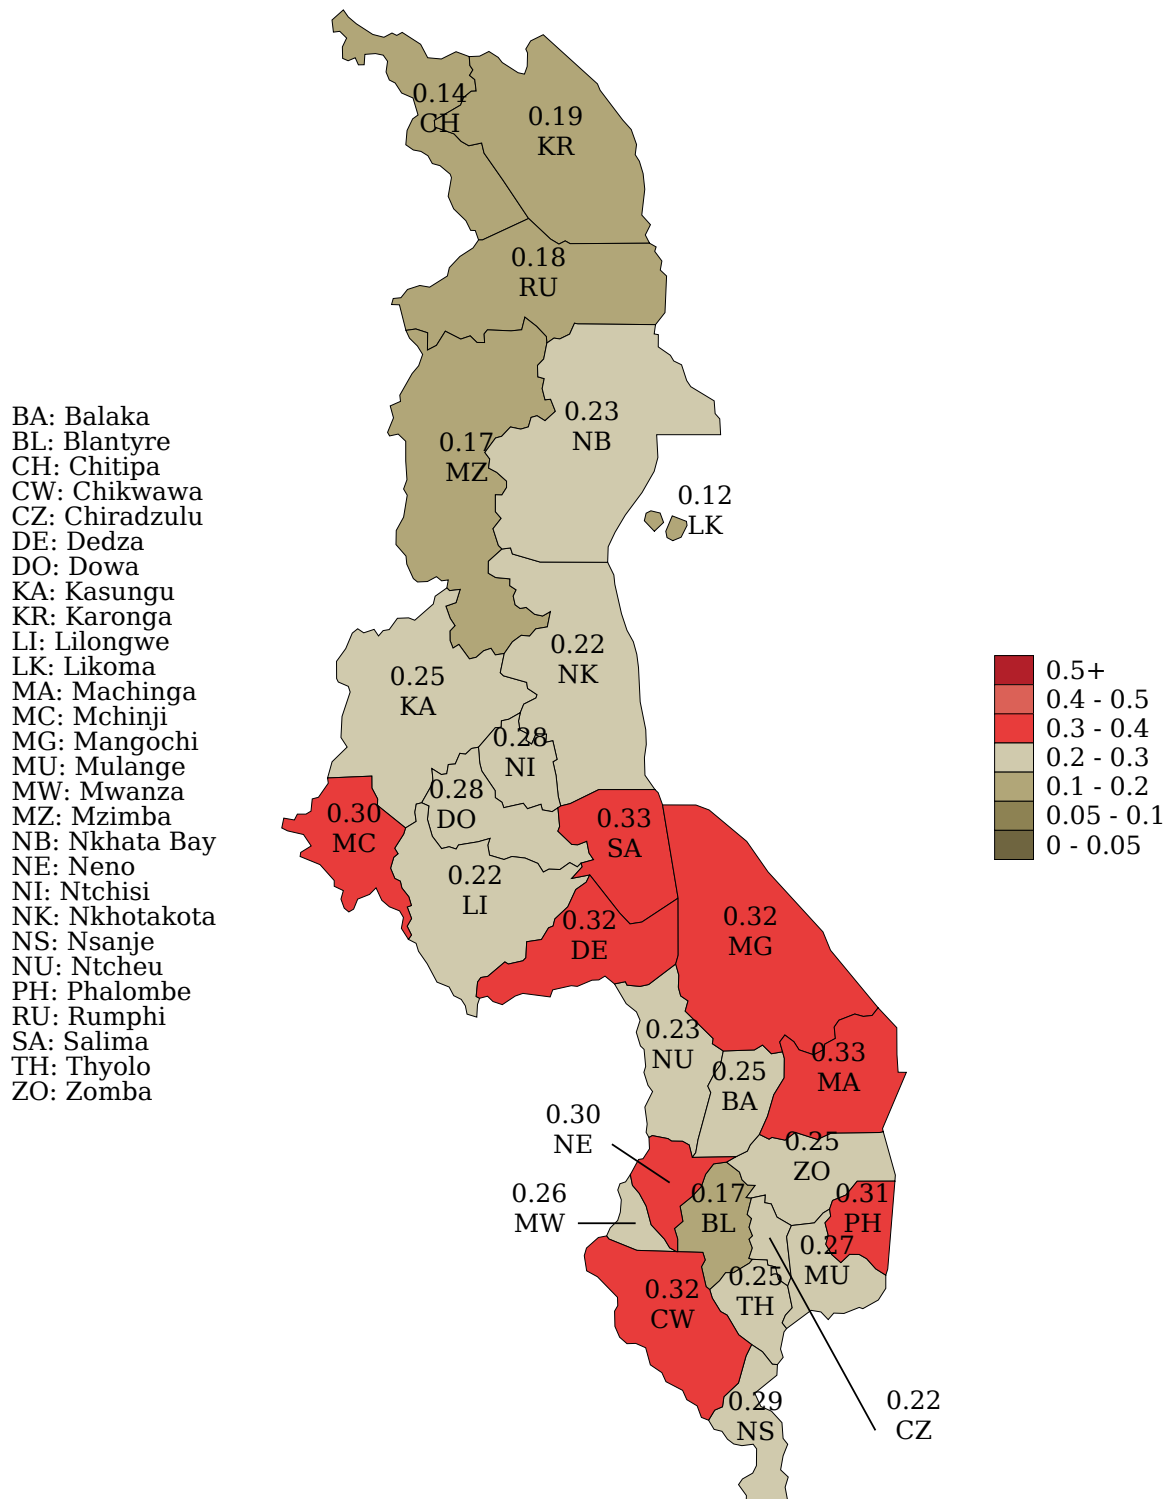 0.14
CH
0.19
KR
0.18
RU
0.23
NB
0.17
MZ
0.12
LK
BA: Balaka
BL: Blantyre
CH: Chitipa
CW: Chikwawa
CZ: Chiradzulu
DE: Dedza
DO: Dowa
KA: Kasungu
KR: Karonga
LI: Lilongwe
LK: Likoma
MA: Machinga
MC: Mchinji
MG: Mangochi
MU: Mulange
MW: Mwanza
MZ: Mzimba
NB: Nkhata Bay
NE: Neno
NI: Ntchisi
NK: Nkhotakota
NS: Nsanje
NU: Ntcheu
PH: Phalombe
RU: Rumphi
SA: Salima
TH: Thyolo
ZO: Zomba
0.22
NK
0.25
KA
0.28
NI
0.28
DO
0.30
MC
0.33
SA
0.22
LI
0.32
DE
0.32
MG
0.5+
0.4 - 0.5
0.3 - 0.4
0.2 - 0.3
0.1 - 0.2
0.05 - 0.1
0 - 0.05
0.23
NU
0.33
MA
0.25
BA
0.30
NE
0.25
ZO
0.26
MW
0.17
BL
0.31
PH
0.27
MU
0.25
TH
0.32
CW
0.29
NS
0.22
CZ